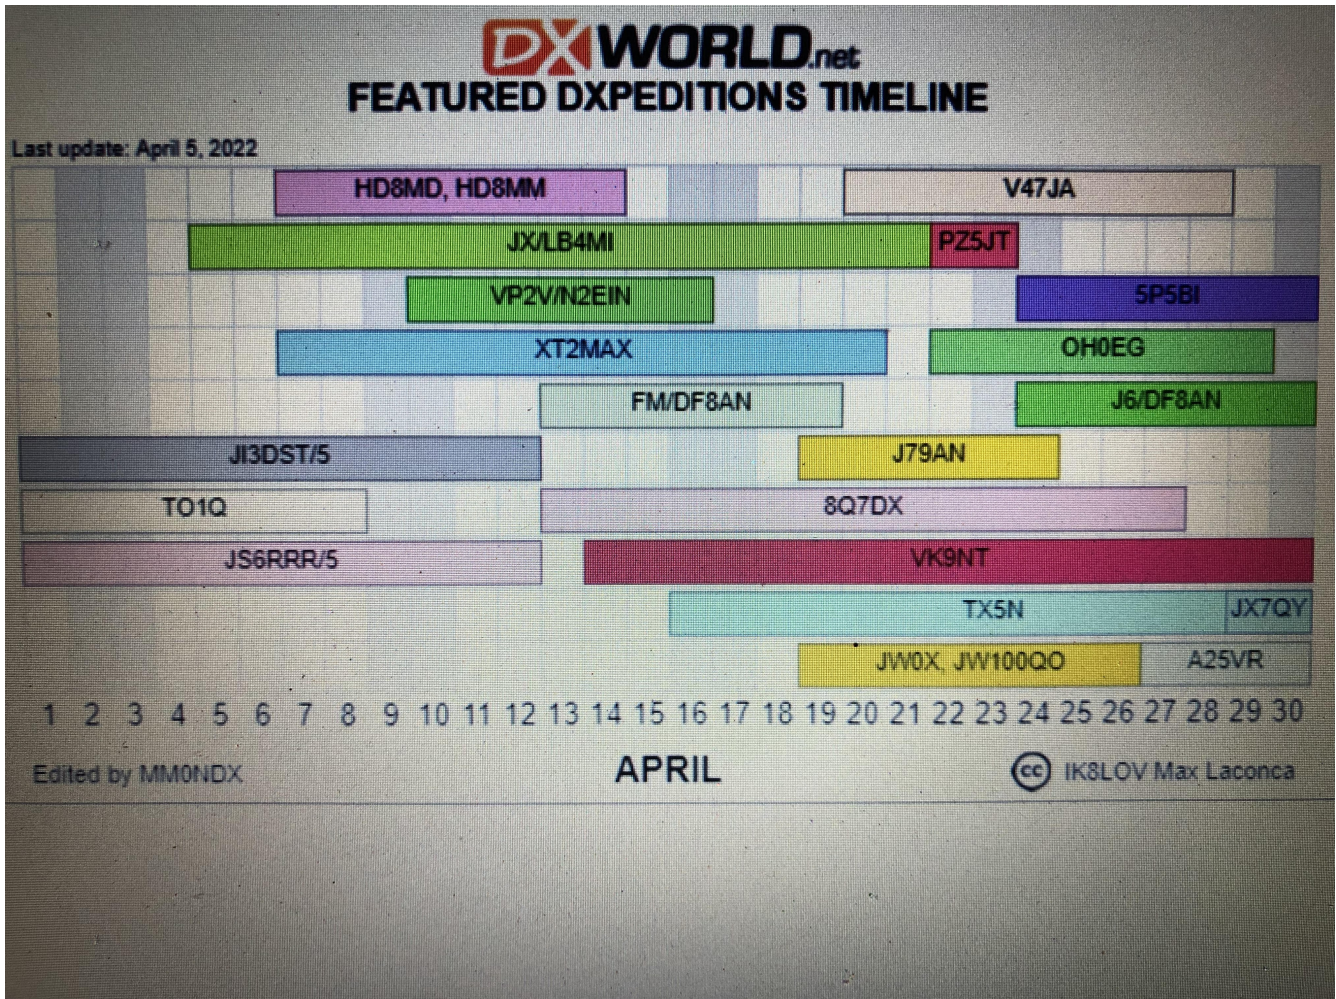 DXWORLD.net
FEATURED DXPEDITIONS TIMELINE
Last update: April 5, 2022
HD8MD, HD8MM V47JA
JX/LB4MI PZ5JT
VP2V/N2EIN 5P5BI
XT2MAX OH0EG
FM/DF8AN J6/DF8AN
JI3DST/5 J79AN
TO1Q 8Q7DX
JS6RRR/5 VK9NT
TX5N JX7QY
JW0X, JW100QO A25VR
1 2 3 4 5 6 7 8 9 10 11 12 13 14 15 16 17 18 19 20 21 22 23 24 25 26 27 28 29 30
Edited by MM0NDX APRIL cc IK8LOV Max Laconca